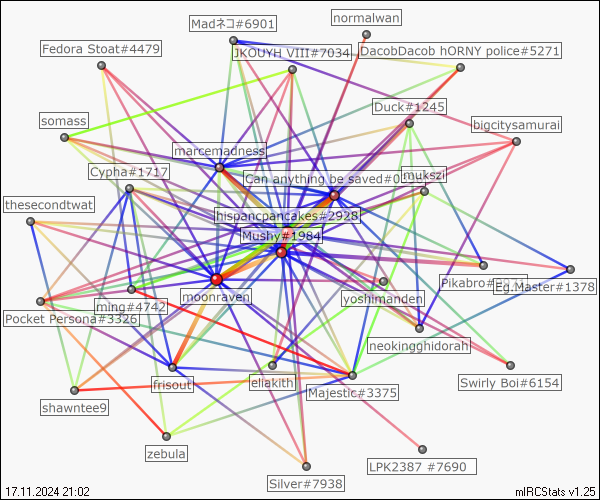 normalwan
Madネコ#6901
Fedora Stoat#4479
JKOUYH VIII#7034
DacobDacob hORNY police#5271
Duck#1245
somass
bigcitysamurai
marcemadness
Cypha#1717
Can anything be saved#0
mukszi
thesecondtwat
hispancpancakes#2928
Mushy#1984
Pikabro#
Eg.Master#1378
moonraven
yoshimanden
ming#4742
Pocket Persona#3326
neokingghidorah
frisout
eliakith
Majestic#3375
Swirly Boi#6154
shawntee9
zebula
LPK2387 #7690
Silver#7938
17.11.2024 21:02
mIRCStats v1.25